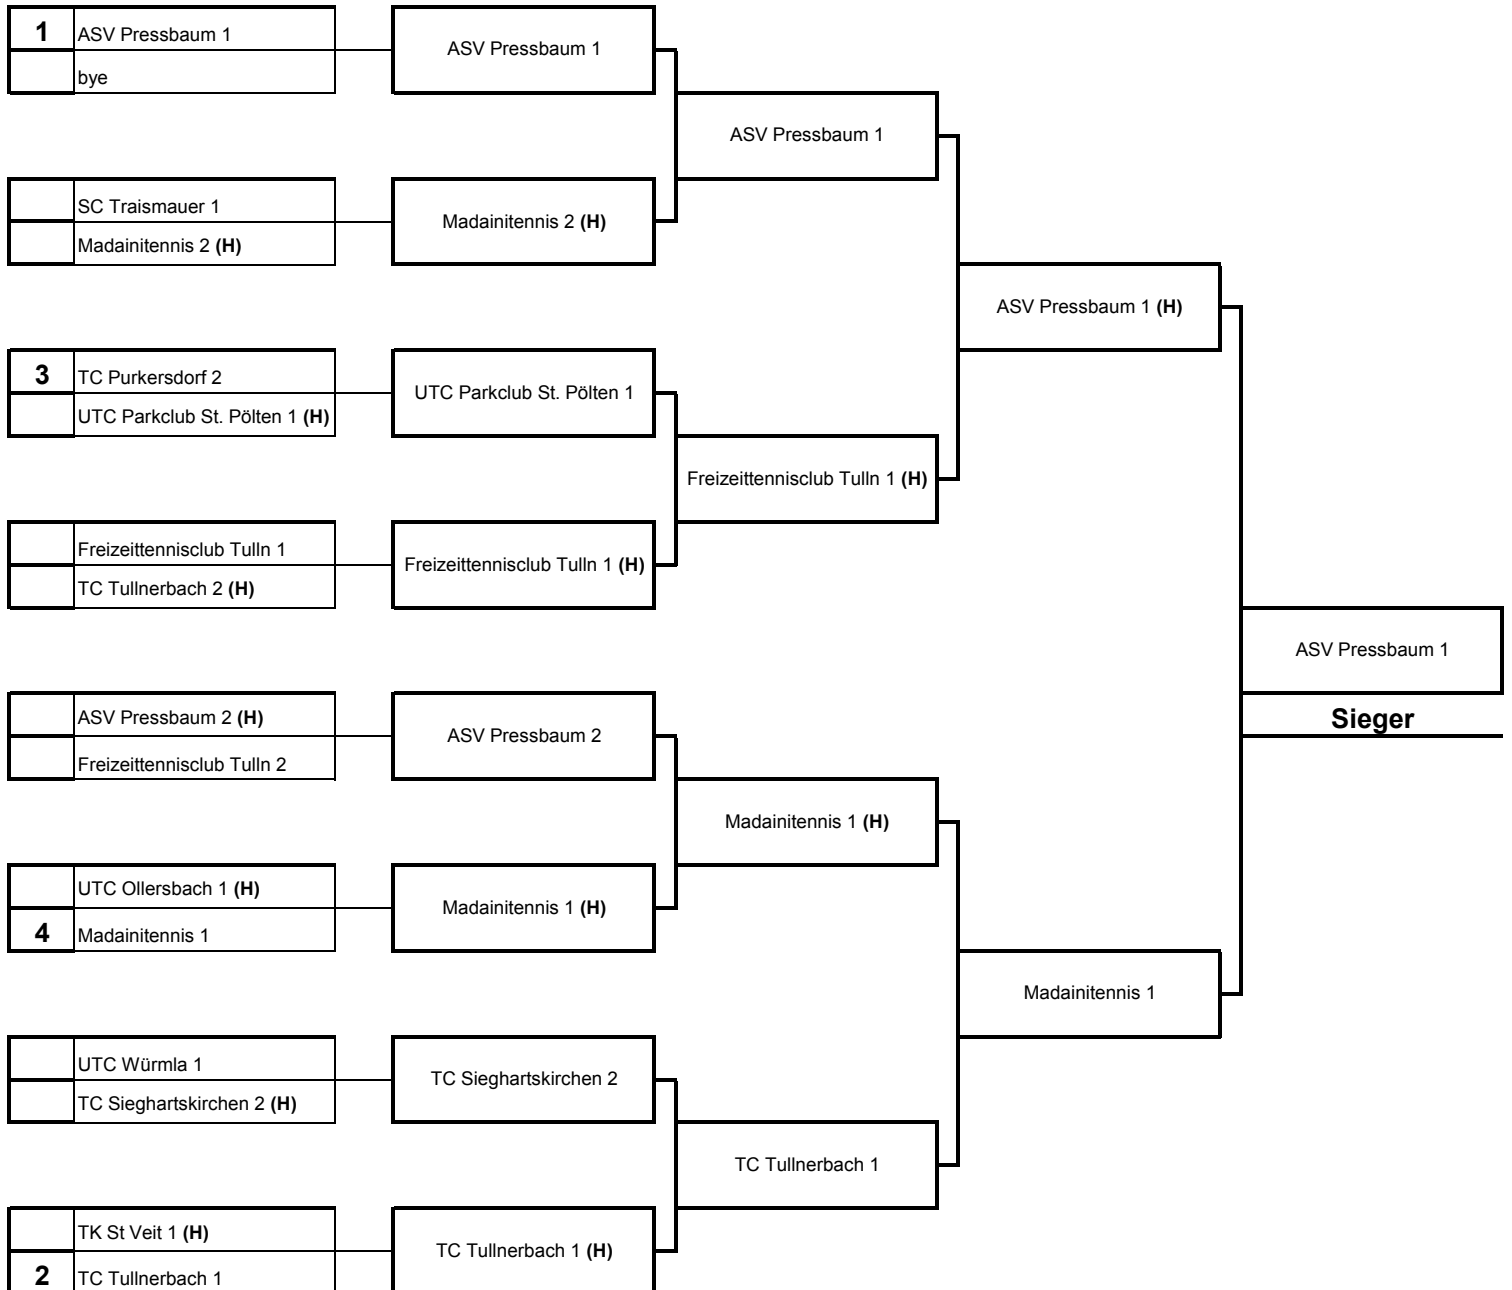 1
ASV Pressbaum 1
bye
SC Traismauer 1
Madainitennis 2 (H)
3
TC Purkersdorf 2
UTC Parkclub St. Pölten 1 (H)
Freizeittennisclub Tulln 1
TC Tullnerbach 2 (H)
ASV Pressbaum 2 (H)
Freizeittennisclub Tulln 2
UTC Ollersbach 1 (H)
4
Madainitennis 1
UTC Würmla 1
TC Sieghartskirchen 2 (H)
TK St Veit 1 (H)
2
TC Tullnerbach 1
ASV Pressbaum 1
Madainitennis 2 (H)
UTC Parkclub St. Pölten 1
Freizeittennisclub Tulln 1 (H)
ASV Pressbaum 2
Madainitennis 1 (H)
TC Sieghartskirchen 2
TC Tullnerbach 1 (H)
ASV Pressbaum 1
Freizeittennisclub Tulln 1 (H)
Madainitennis 1 (H)
TC Tullnerbach 1
ASV Pressbaum 1 (H)
Madainitennis 1
ASV Pressbaum 1
Sieger